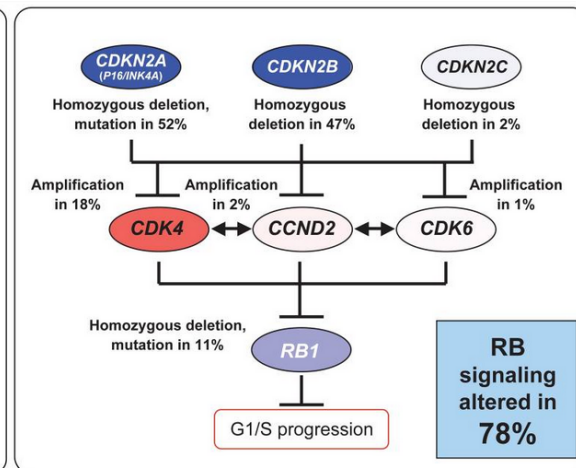 CDKN2A
(P16/INK4A)
CDKN2B
CDKN2C
Homozygous deletion,
mutation in 52%
Homozygous
deletion in 47%
Homozygous
deletion in 2%
Amplification
in 18%
Amplification
in 2%
Amplification
in 1%
CDK4
CCND2
CDK6
Homozygous deletion,
mutation in 11%
RB1
G1/S progression
RB
signaling
altered in
78%